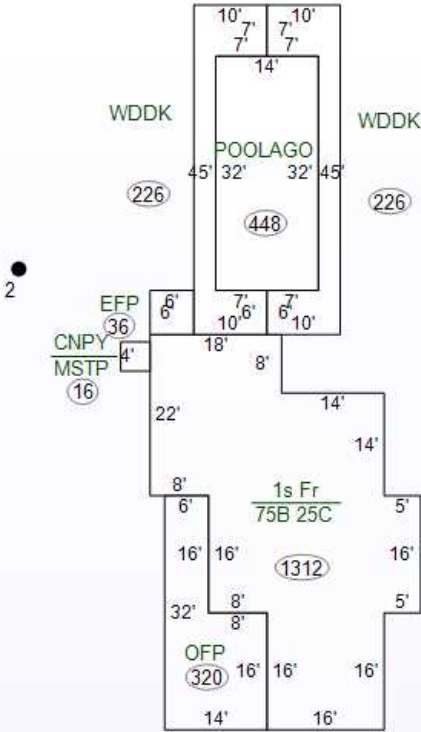 10' 10'
7' 7'
7' 7'
14'
WDDK WDDK
POOLAGO
45' 32' 32' 45'
226 448 226
2
EFP 6' 7' 7'
36 6' 6' 6'
10' 10'
CNPY 4' 18'
MSTP 8'
16
14'
22' 14'
8' 1s Fr 5'
6' 75B 25C
16' 16' 1312 16'
32' 8' 5'
8'
OFP
320 16' 16' 16'
14' 16'